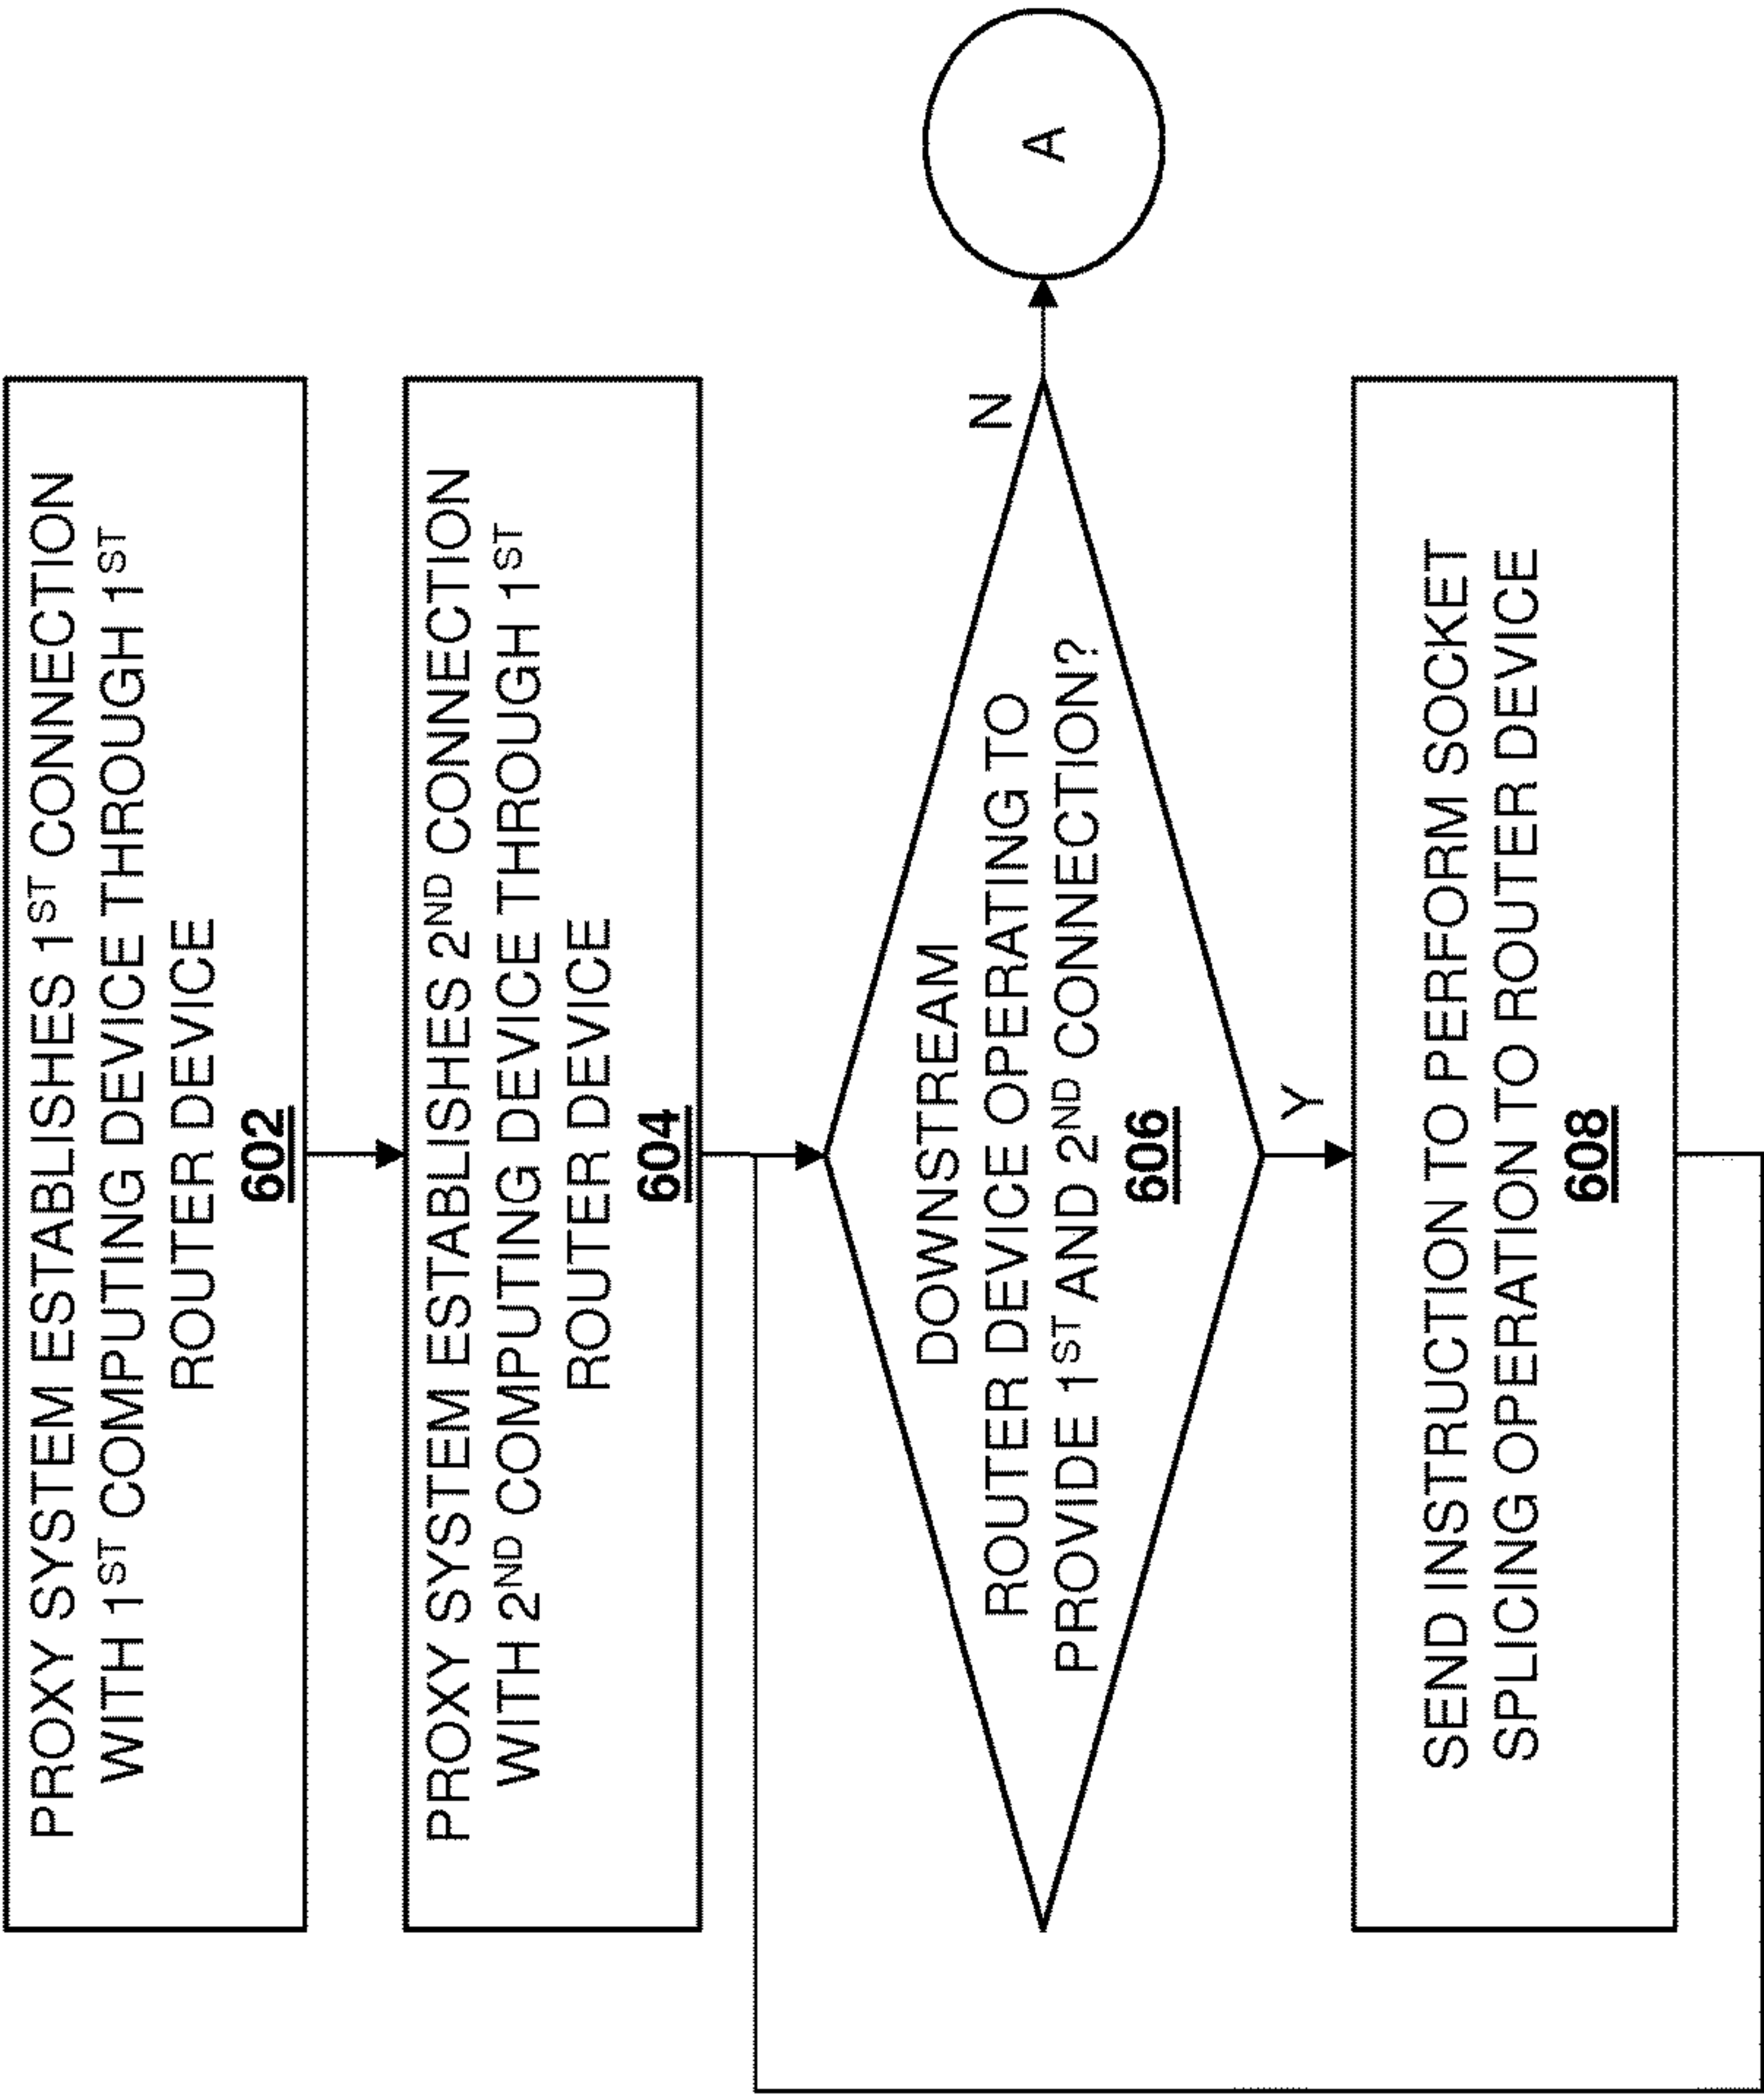 PROXY SYSTEM ESTABLISHES 1ST CONNECTION
WITH 1ST COMPUTING DEVICE THROUGH 1ST
ROUTER DEVICE
602
PROXY SYSTEM ESTABLISHES 2ND CONNECTION
WITH 2ND COMPUTING DEVICE THROUGH 1ST
ROUTER DEVICE
604
DOWNSTREAM
ROUTER DEVICE OPERATING TO
PROVIDE 1ST AND 2ND CONNECTION?
606
N
A
Y
SEND INSTRUCTION TO PERFORM SOCKET
SPLICING OPERATION TO ROUTER DEVICE
608